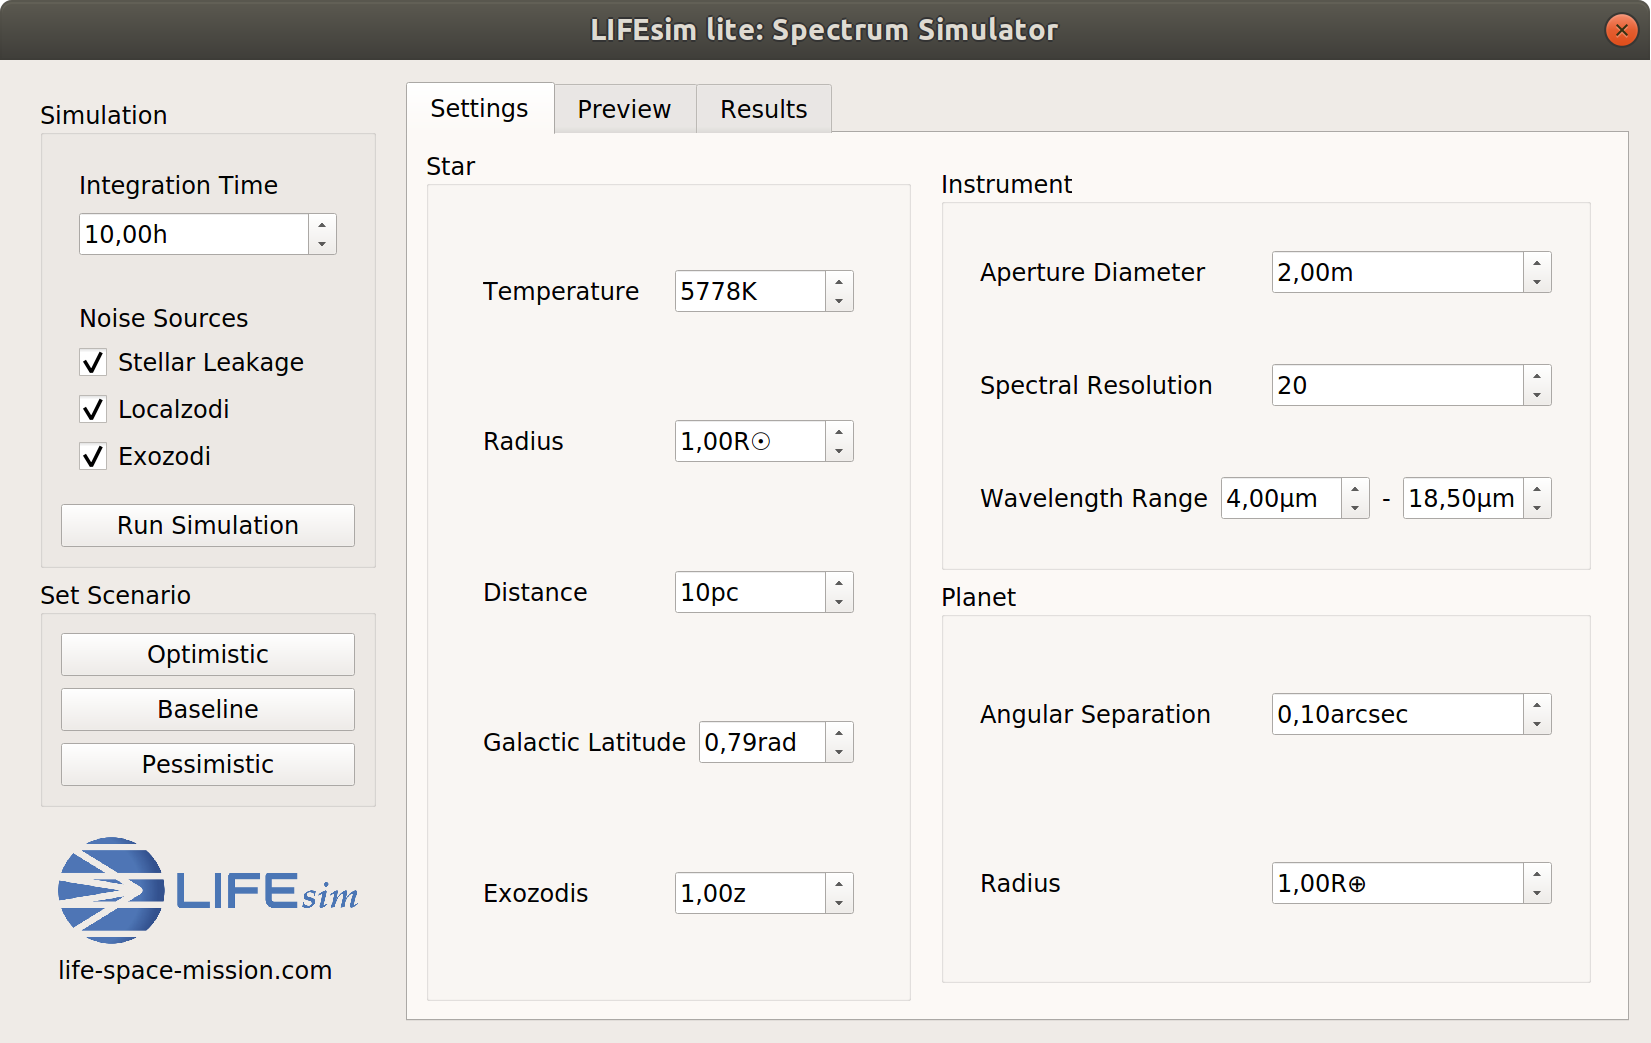 LIFEsim lite: Spectrum Simulator
Simulation
Integration Time
10,00h
Noise Sources
Stellar Leakage
Localzodi
Exozodi
Run Simulation
Set Scenario
Optimistic
Baseline
Pessimistic
LIFEsim
life-space-mission.com
Settings
Preview
Results
Star
Temperature 5778K
Radius 1,00R☉
Distance 10pc
Galactic Latitude 0,79rad
Exozodis 1,00z
Instrument
Aperture Diameter 2,00m
Spectral Resolution 20
Wavelength Range 4,00µm - 18,50µm
Planet
Angular Separation 0,10arcsec
Radius 1,00R⊕